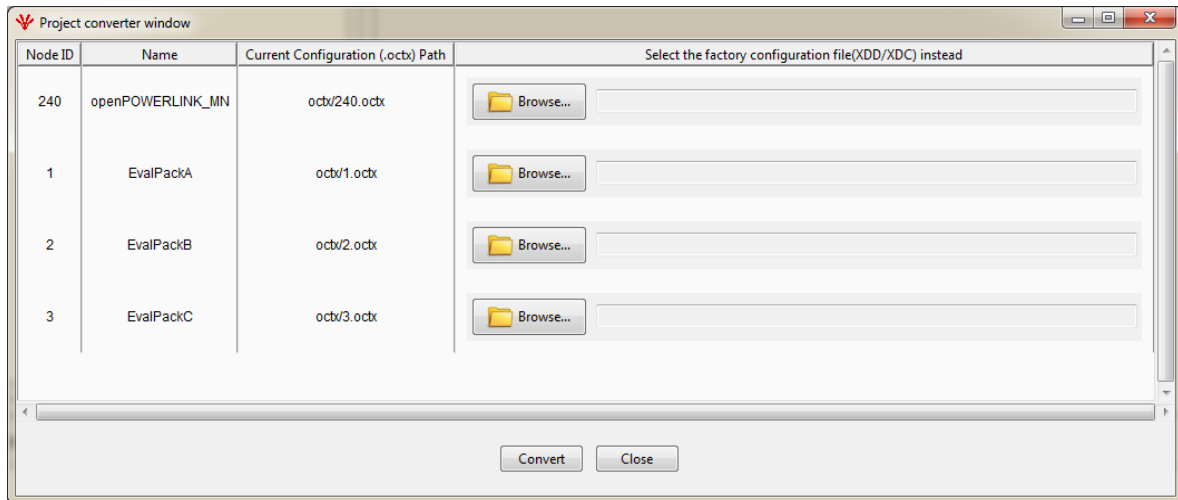 Project converter window
Node ID Name Current Configuration (.octx) Path Select the factory configuration file(XDD/XDC) instead
240 openPOWERLINK_MN octx/240.octx Browse...
1 EvalPackA octx/1.octx Browse...
2 EvalPackB octx/2.octx Browse...
3 EvalPackC octx/3.octx Browse...
Convert Close